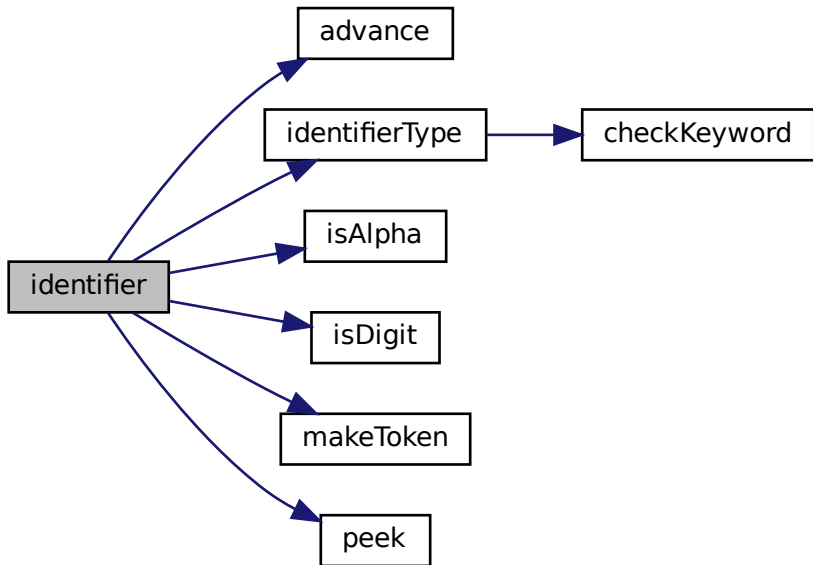 advance
identifierType
checkKeyword
isAlpha
identifier
isDigit
makeToken
peek